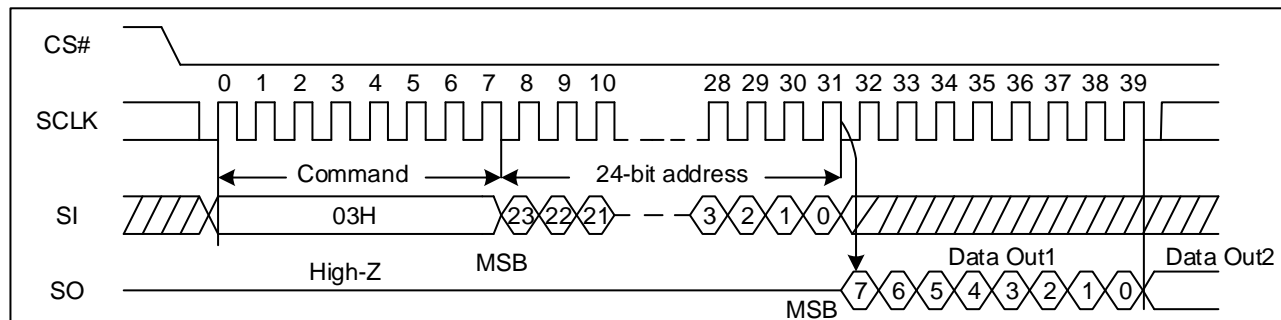 CS#
0 1 2 3 4 5 6 7 8 9 10 28 29 30 31 32 33 34 35 36 37 38 39
SCLK
Command 24-bit address
SI 03H 23 22 21 3 2 1 0
High-Z MSB Data Out1 Data Out2
SO MSB 7 6 5 4 3 2 1 0